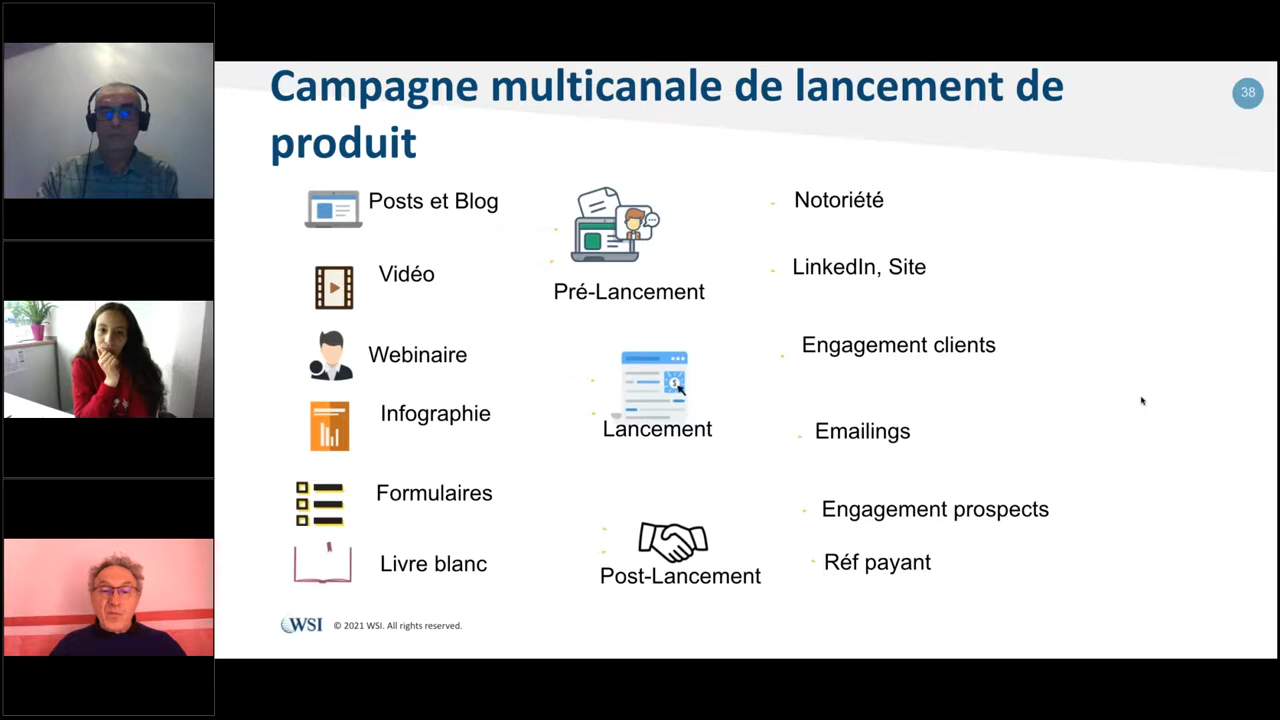 Campagne multicanale de lancement de
produit
38
Posts et Blog
Vidéo
Webinaire
Infographie
Formulaires
Livre blanc
Pré-Lancement
Lancement
Post-Lancement
Notoriété
LinkedIn, Site
Engagement clients
Emailings
Engagement prospects
Réf payant
WSI © 2021 WSI. All rights reserved.